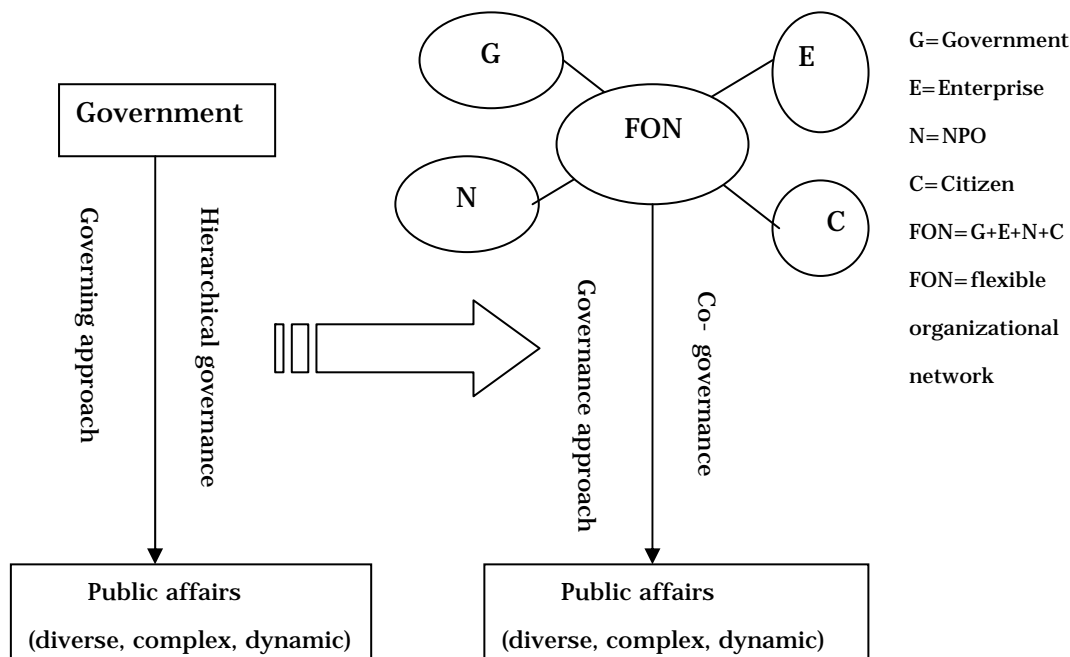 Government
Governing approach
Hierarchical governance
Public affairs
(diverse, complex, dynamic)
G
E
FON
N
C
Governance approach
Co- governance
Public affairs
(diverse, complex, dynamic)
G=Government
E=Enterprise
N=NPO
C=Citizen
FON=G+E+N+C
FON=flexible
organizational
network